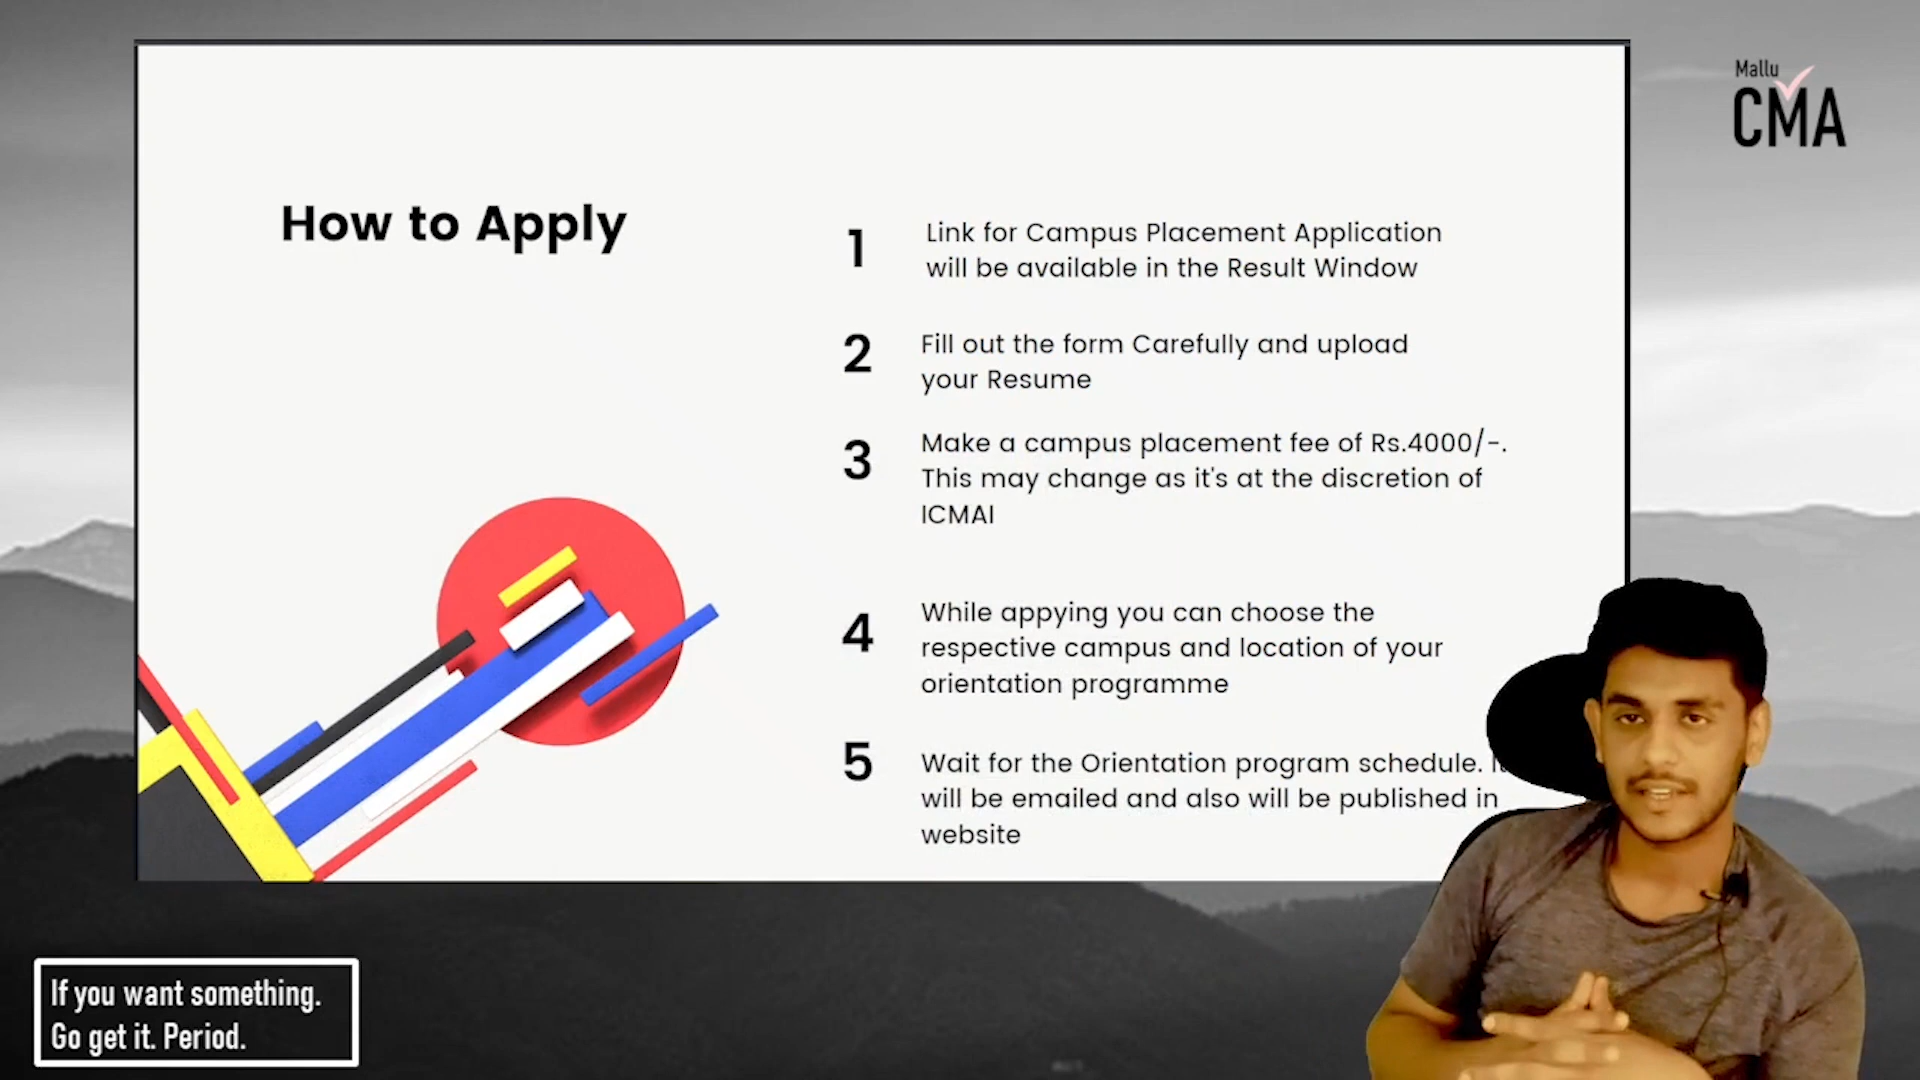 Mallu
CMA
How to Apply
1
Link for Campus Placement Application
will be available in the Result Window
2
Fill out the form Carefully and upload
your Resume
3
Make a campus placement fee of Rs.4000/-.
This may change as it's at the discretion of
ICMAI
4
While appying you can choose the
respective campus and location of your
orientation programme
5
Wait for the Orientation program schedule.
will be emailed and also will be published in
website
If you want something.
Go get it. Period.